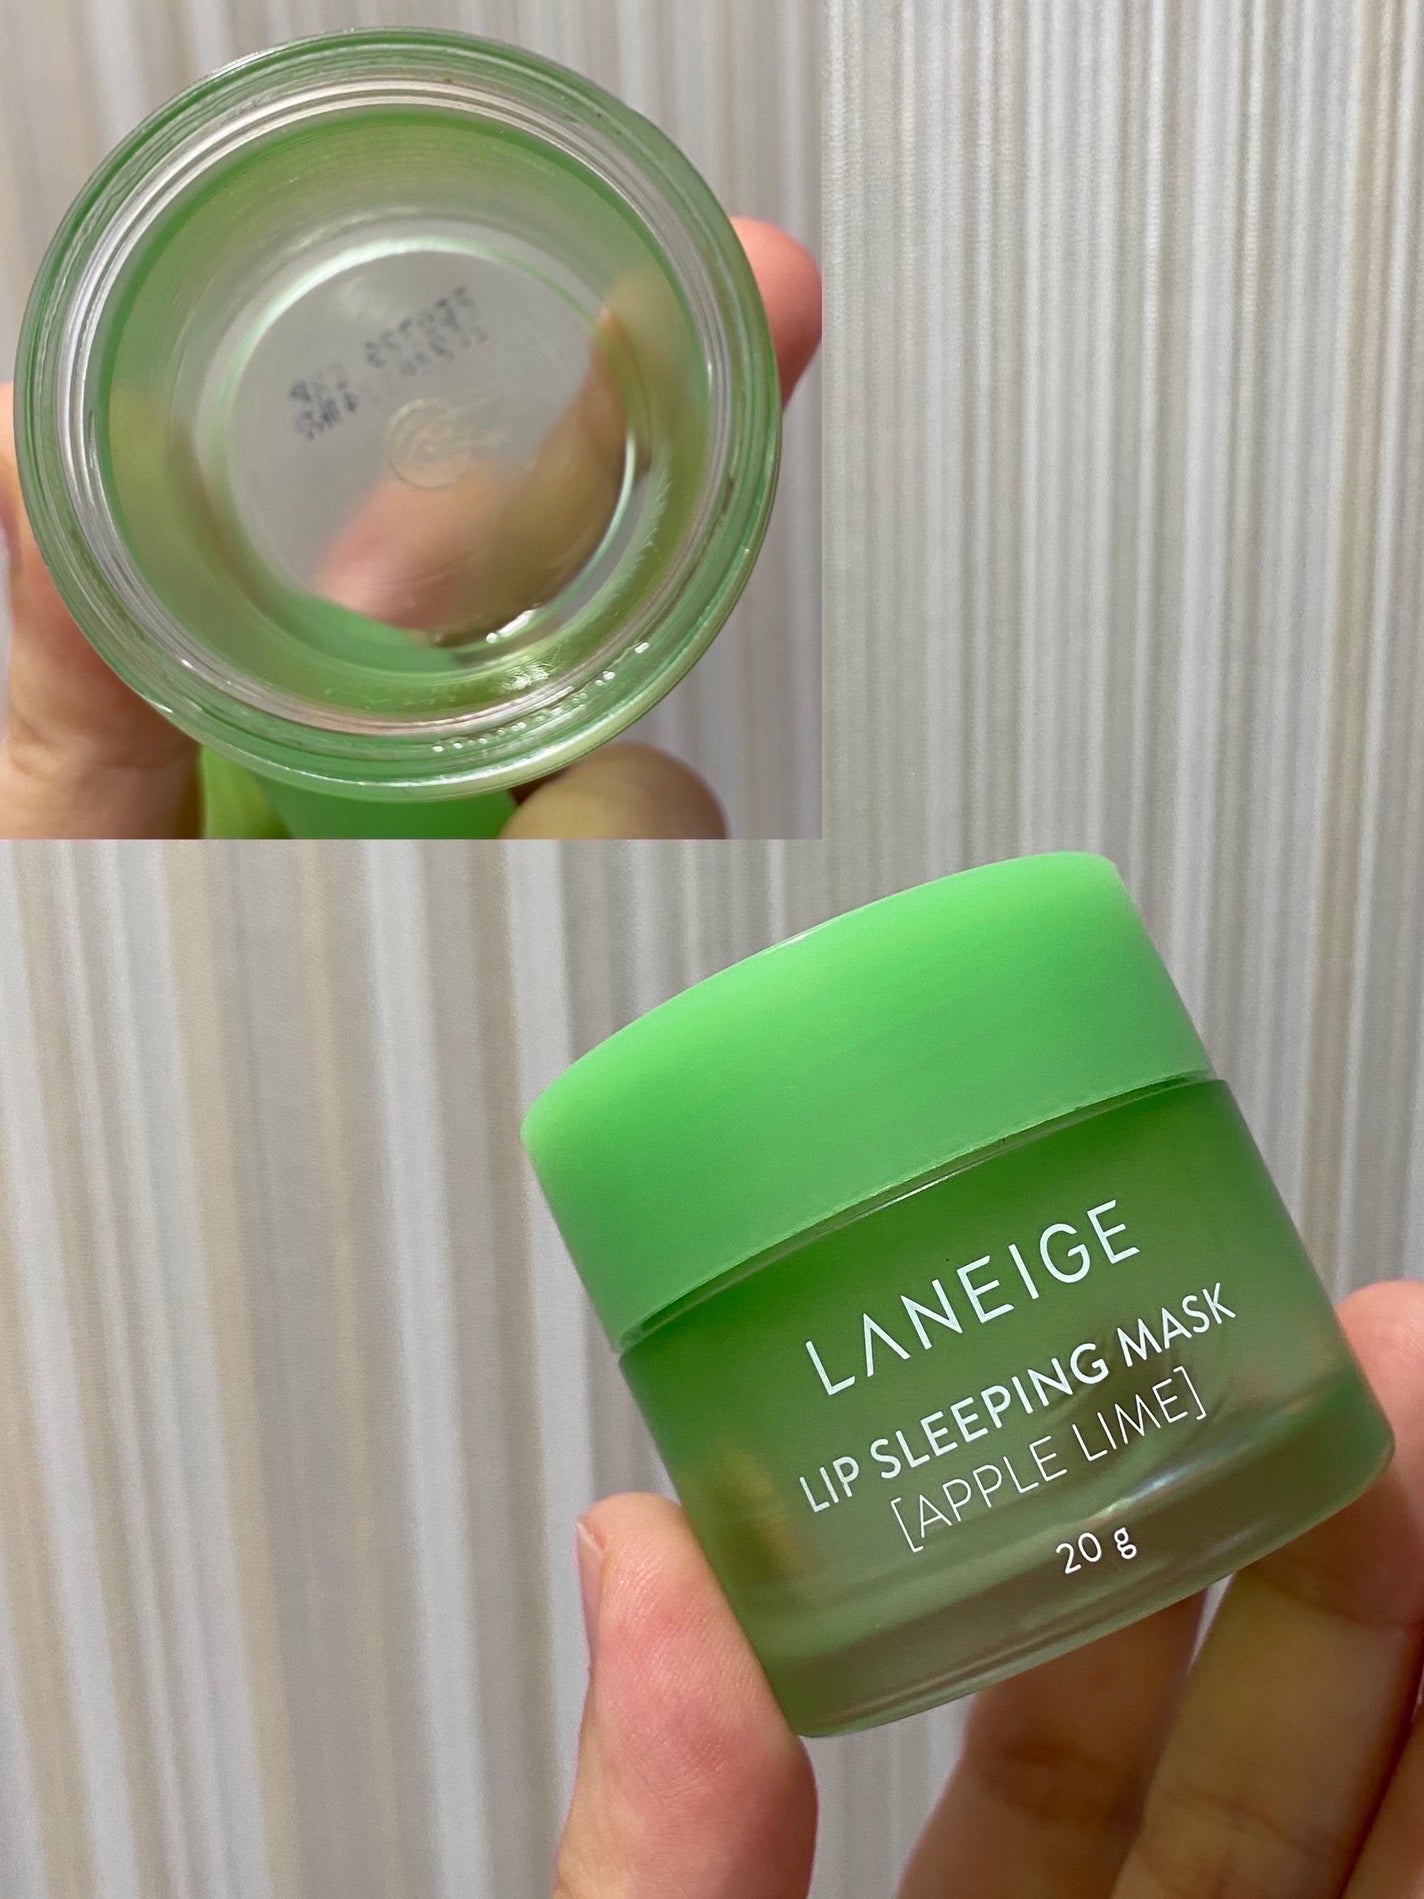 LANEIGE
LIP SLEEPING MASK
[APPLE LIME]
20 g